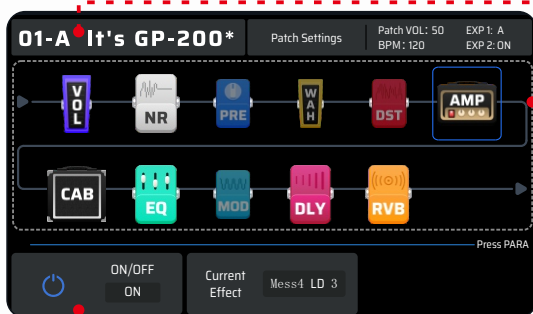 01-A It's GP-200*
Patch Settings
Patch VOL: 50 EXP 1: A
BPM: 120 EXP 2: ON
VOL
NR
PRE
WAH
DST
AMP
CAB
EQ
MOD
DLY
RVB
Press PARA
ON/OFF
ON
Current
Effect
Mess4 LD 3